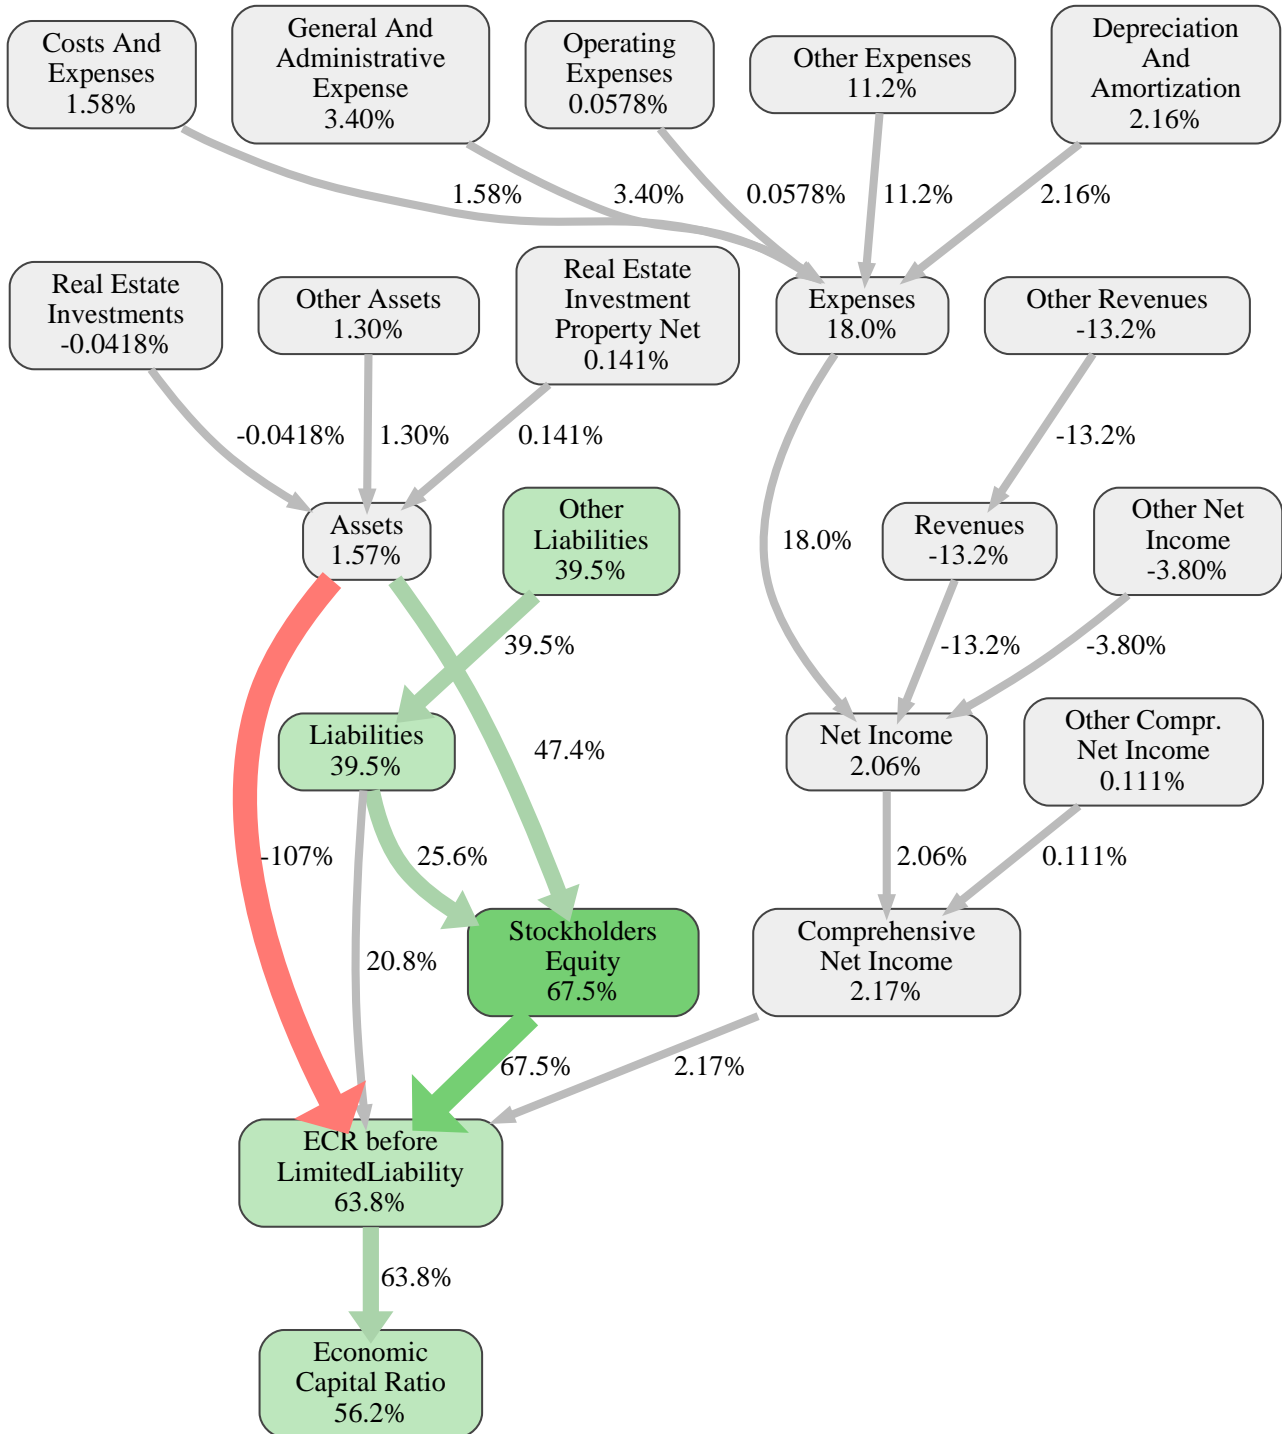 Costs And
Expenses
1.58%
General And
Administrative
Expense
3.40%
Operating
Expenses
0.0578%
Other Expenses
11.2%
Depreciation
And
Amortization
2.16%
1.58%
3.40%
0.0578%
11.2%
2.16%
Real Estate
Investments
-0.0418%
Other Assets
1.30%
Real Estate
Investment
Property Net
0.141%
Expenses
18.0%
Other Revenues
-13.2%
-0.0418%
1.30%
0.141%
-13.2%
Assets
1.57%
Other
Liabilities
39.5%
18.0%
Revenues
-13.2%
Other Net
Income
-3.80%
39.5%
-13.2%
-3.80%
Liabilities
39.5%
47.4%
Net Income
2.06%
Other Compr.
Net Income
0.111%
-107%
25.6%
2.06%
0.111%
20.8%
Stockholders
Equity
67.5%
Comprehensive
Net Income
2.17%
67.5%
2.17%
ECR before
LimitedLiability
63.8%
63.8%
Economic
Capital Ratio
56.2%